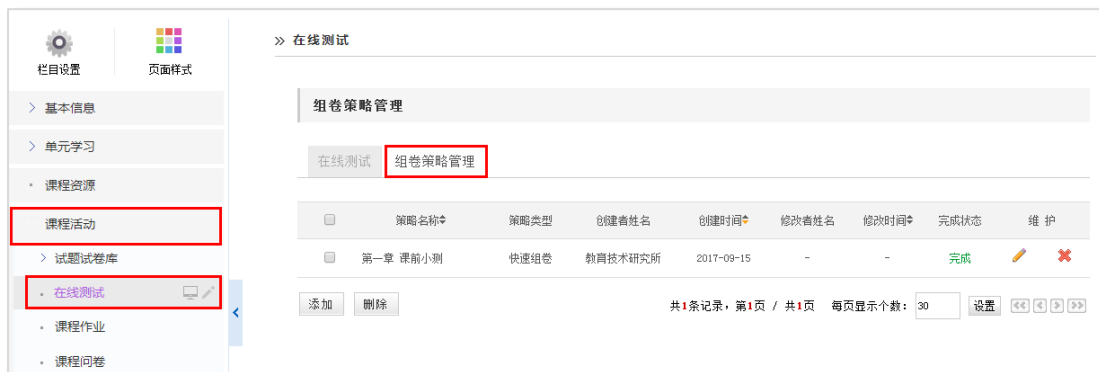 栏目设置
页面样式
> 基本信息
> 单元学习
· 课程资源
课程活动
> 试题试卷库
· 在线测试
· 课程作业
· 课程问卷
>> 在线测试
组卷策略管理
在线测试 组卷策略管理
策略名称 策略类型 创建者姓名 创建时间 修改者姓名 修改时间 完成状态 维 护
第一章 课前小测 快速组卷 教育技术研究所 2017-09-15 - - 完成
添加 删除 共1条记录，第1页 / 共1页 每页显示个数： 30 设置